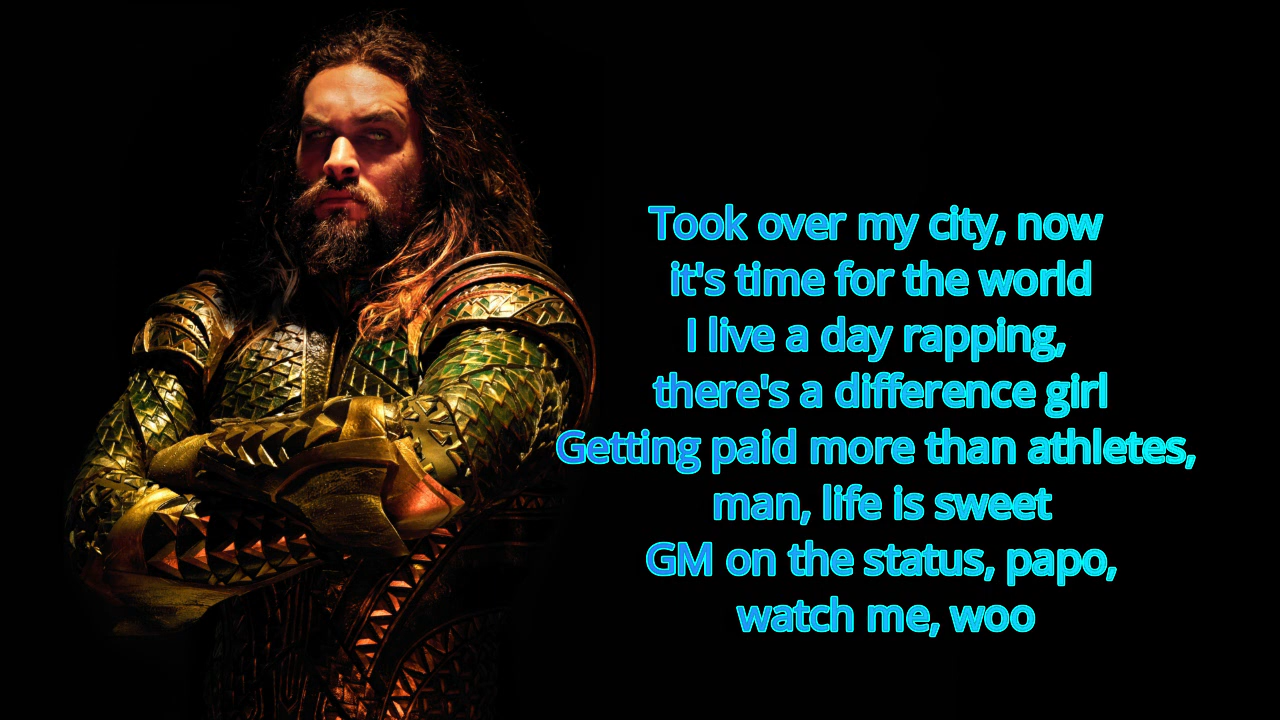 Took over my city, now
it's time for the world
I live a day rapping,
there's a difference girl
Getting paid more than athletes,
man, life is sweet
GM on the status, papo,
watch me, woo